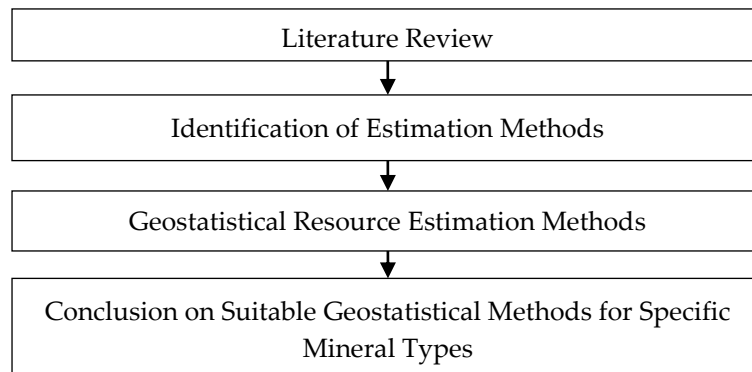 Literature Review
Identification of Estimation Methods
Geostatistical Resource Estimation Methods
Conclusion on Suitable Geostatistical Methods for Specific
Mineral Types